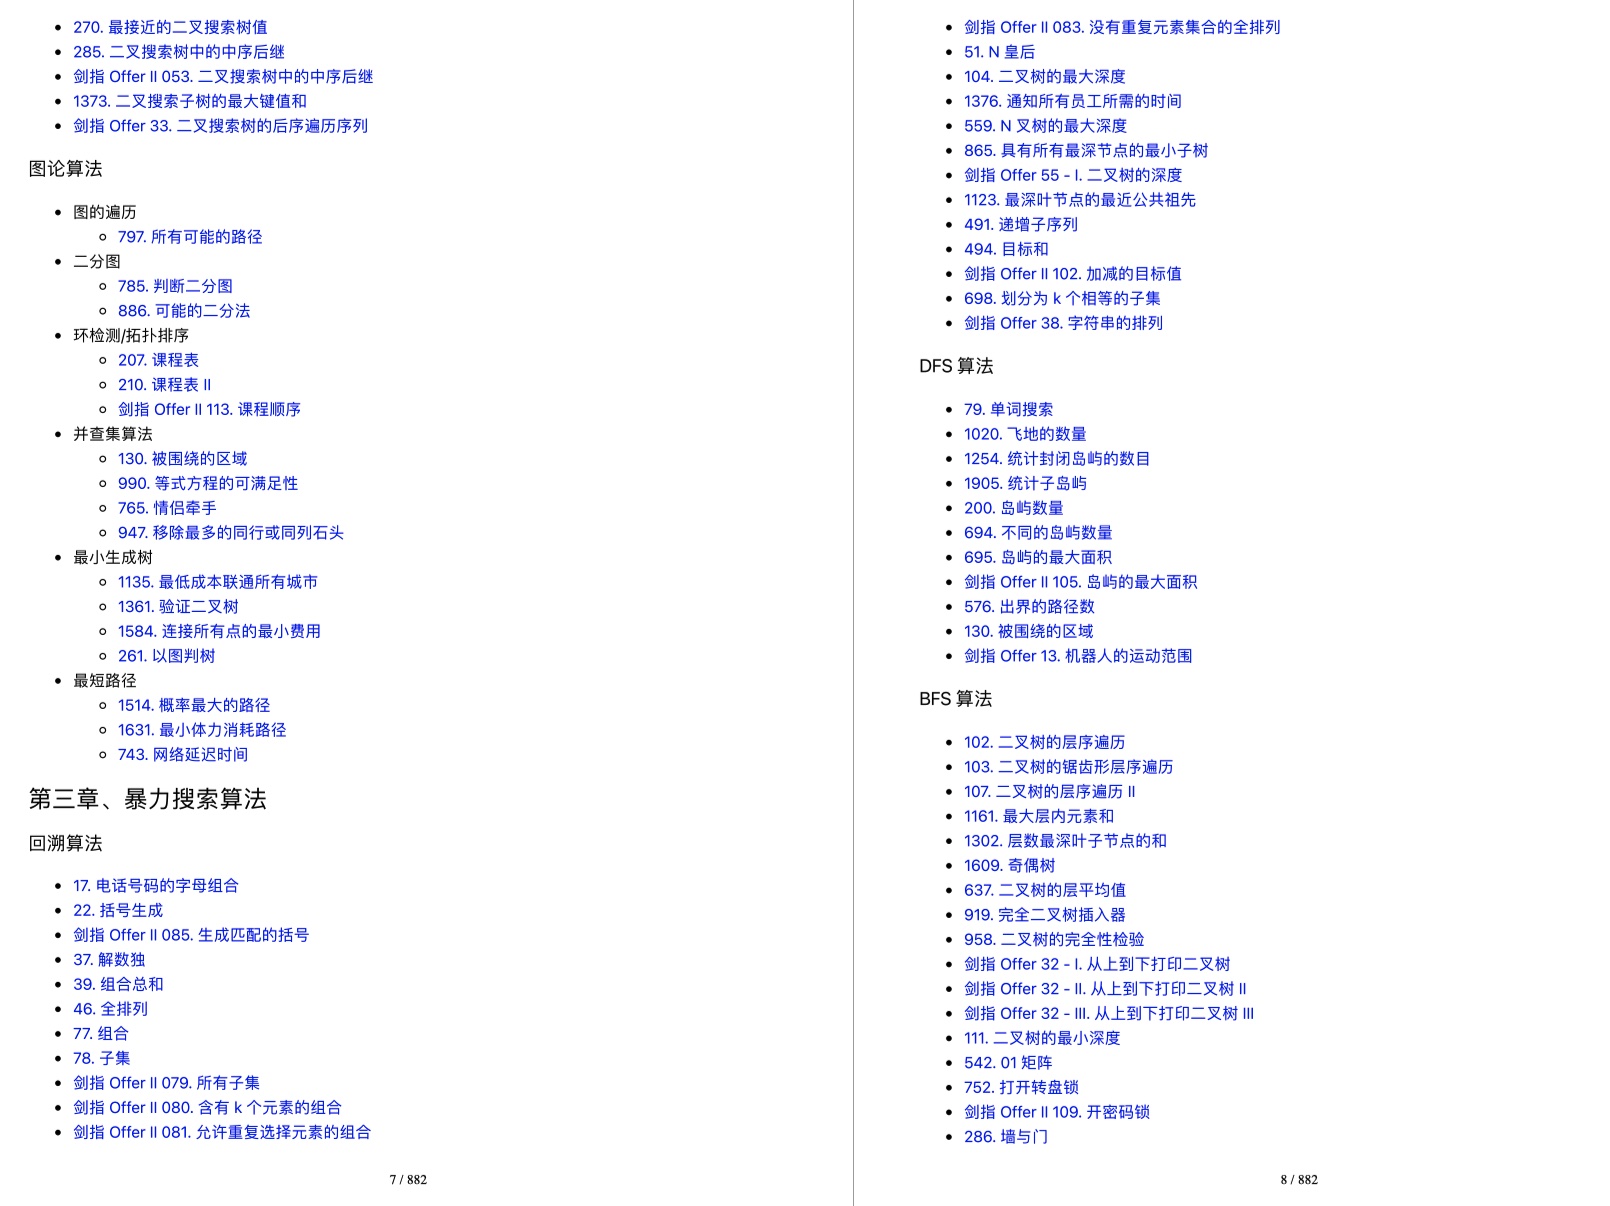 270. 最接近的二叉搜索树值
285. 二叉搜索树中的中序后继
剑指 Offer II 053. 二叉搜索树中的中序后继
1373. 二叉搜索子树的最大键值和
剑指 Offer 33. 二叉搜索树的后序遍历序列
图论算法
图的遍历
797. 所有可能的路径
二分图
785. 判断二分图
886. 可能的二分法
环检测/拓扑排序
207. 课程表
210. 课程表 II
剑指 Offer II 113. 课程顺序
并查集算法
130. 被围绕的区域
990. 等式方程的可满足性
765. 情侣牵手
947. 移除最多的同行或同列石头
最小生成树
1135. 最低成本联通所有城市
1361. 验证二叉树
1584. 连接所有点的最小费用
261. 以图判树
最短路径
1514. 概率最大的路径
1631. 最小体力消耗路径
743. 网络延迟时间
第三章、暴力搜索算法
回溯算法
17. 电话号码的字母组合
22. 括号生成
剑指 Offer II 085. 生成匹配的括号
37. 解数独
39. 组合总和
46. 全排列
77. 组合
78. 子集
剑指 Offer II 079. 所有子集
剑指 Offer II 080. 含有 k 个元素的组合
剑指 Offer II 081. 允许重复选择元素的组合
7 / 882
剑指 Offer II 083. 没有重复元素集合的全排列
51. N 皇后
104. 二叉树的最大深度
1376. 通知所有员工所需的时间
559. N 叉树的最大深度
865. 具有所有最深节点的最小子树
剑指 Offer 55 - I. 二叉树的深度
1123. 最深叶节点的最近公共祖先
491. 递增子序列
494. 目标和
剑指 Offer II 102. 加减的目标值
698. 划分为 k 个相等的子集
剑指 Offer 38. 字符串的排列
DFS 算法
79. 单词搜索
1020. 飞地的数量
1254. 统计封闭岛屿的数目
1905. 统计子岛屿
200. 岛屿数量
694. 不同的岛屿数量
695. 岛屿的最大面积
剑指 Offer II 105. 岛屿的最大面积
576. 出界的路径数
130. 被围绕的区域
剑指 Offer 13. 机器人的运动范围
BFS 算法
102. 二叉树的层序遍历
103. 二叉树的锯齿形层序遍历
107. 二叉树的层序遍历 II
1161. 最大层内元素和
1302. 层数最深叶子节点的和
1609. 奇偶树
637. 二叉树的层平均值
919. 完全二叉树插入器
958. 二叉树的完全性检验
剑指 Offer 32 - I. 从上到下打印二叉树
剑指 Offer 32 - II. 从上到下打印二叉树 II
剑指 Offer 32 - III. 从上到下打印二叉树 III
111. 二叉树的最小深度
542. 01 矩阵
752. 打开转盘锁
剑指 Offer II 109. 开密码锁
286. 墙与门
8 / 882